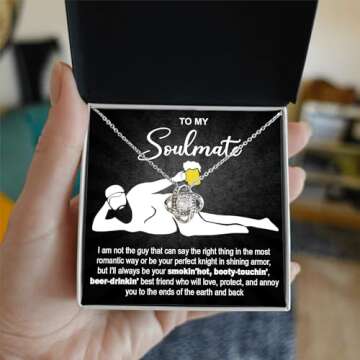 TO MY
Soulmate
I am not the guy that can say the right thing in the most
romantic way or be your perfect knight in shining armor,
but I'll always be your smokin'hot, booty-touchin',
beer-drinkin' best friend who will love, protect, and annoy
you to the ends of the earth and back